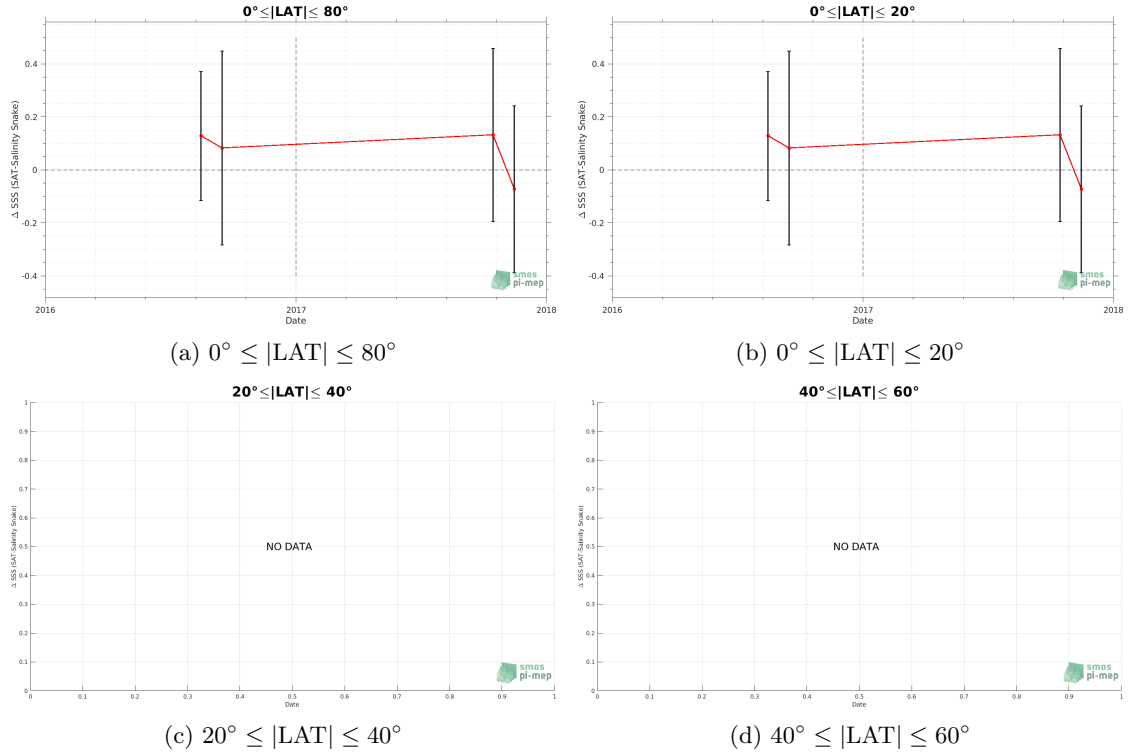 0°≤|LAT|≤ 80°
Δ SSS (SAT-Salinity Snake)
0.4
0.2
0
-0.2
-0.4
2016
2017
2018
Date
smos
pi-mep
(a) 0° ≤ |LAT| ≤ 80°
0°≤|LAT|≤ 20°
Δ SSS (SAT-Salinity Snake)
0.4
0.2
0
-0.2
-0.4
2016
2017
2018
Date
smos
pi-mep
(b) 0° ≤ |LAT| ≤ 20°
20°≤|LAT|≤ 40°
Δ SSS (SAT-Salinity Snake)
1
0.9
0.8
0.7
0.6
0.5
0.4
0.3
0.2
0.1
0
NO DATA
0 0.1 0.2 0.3 0.4 0.5 0.6 0.7 0.8 0.9 1
Date
smos
pi-mep
(c) 20° ≤ |LAT| ≤ 40°
40°≤|LAT|≤ 60°
Δ SSS (SAT-Salinity Snake)
1
0.9
0.8
0.7
0.6
0.5
0.4
0.3
0.2
0.1
0
NO DATA
0 0.1 0.2 0.3 0.4 0.5 0.6 0.7 0.8 0.9 1
Date
smos
pi-mep
(d) 40° ≤ |LAT| ≤ 60°